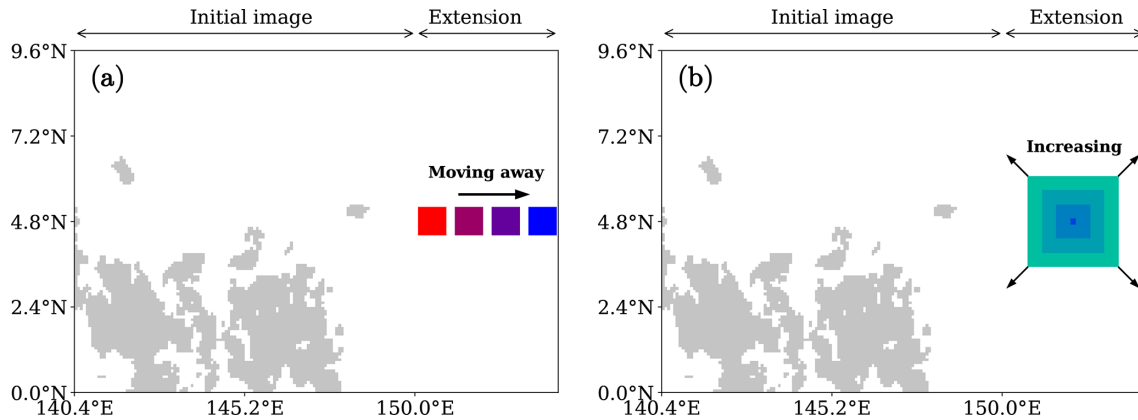 Initial image Extension
(a)
9.6°N
7.2°N
4.8°N
2.4°N
0.0°N
Moving away
140.4°E 145.2°E 150.0°E
Initial image Extension
(b)
9.6°N
7.2°N
4.8°N
2.4°N
0.0°N
Increasing
140.4°E 145.2°E 150.0°E